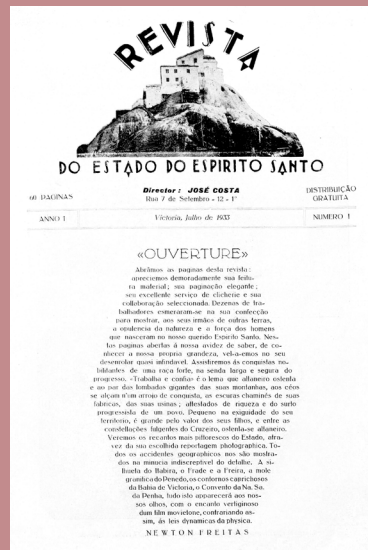 REVISTA
DO ESTADO DO ESPIRITO SANTO
60 PAGINAS
Director: JOSÉ COSTA
Rua 7 de Setembro - 12 - 1º
DISTRIBUIÇÃO
GRATUITA
ANNO 1
Victoria, Julho de 1933
NUMERO 1
«OUVERTURE»
Abrâmos as paginas desta revista:
apreciemos demoradamente sua feitu-
ra material; sua paginação elegante;
seu excellente serviço de clicherie e sua
collaboração seleccionada. Dezenas de tra-
balhadores esmeraram-se na sua confecção
para mostrar, aos seus irmãos de outras terras,
a opulencia da natureza e a força dos homens
que nasceram no nosso querido Espirito Santo. Nes-
tas paginas abertas á nossa avidez de saber, de co-
nhecer a nossa propria grandeza, vel-a-emos no seu
desenrolar quasi infindavel. Assistiremos ás conquistas no-
bilitantes de uma raça forte, na senda larga e segura do
progresso. «Trabalha e confia» é o lema que altaneiro ostenta
e ao par das lombadas gigantes das suas montanhas, aos céos
se alçam n'um arrojo de conquista, as escuras chaminés de suas
fabricas, das suas minas; attestados de riqueza e do surto
progressista de um povo. Pequeno na exiguidade do seu
territorio, é grande pelo valor dos seus filhos, e entre as
constellações fulgentes do Cruzeiro, ostenta-se altaneiro.
Veremos os recantos mais pittorescos do Estado, atra-
vez da sua escolhida reportagem photographica. To-
dos os accidentes geographicos nos são mostra-
dos na minucia indiscreptivel do detalhe. A si-
lhueta do Itabira, o Frade e a Freira, a mole
granitica do Penedo, os contornos caprichosos
da Bahia de Victoria, o Convento da Na. Sa.
da Penha, tudo isto apparecerá aos nos-
sos olhos, com o encanto vertiginoso
dum film movietone, contrariando as-
sim, ás leis dynamicas da physica.
NEWTON FREITAS